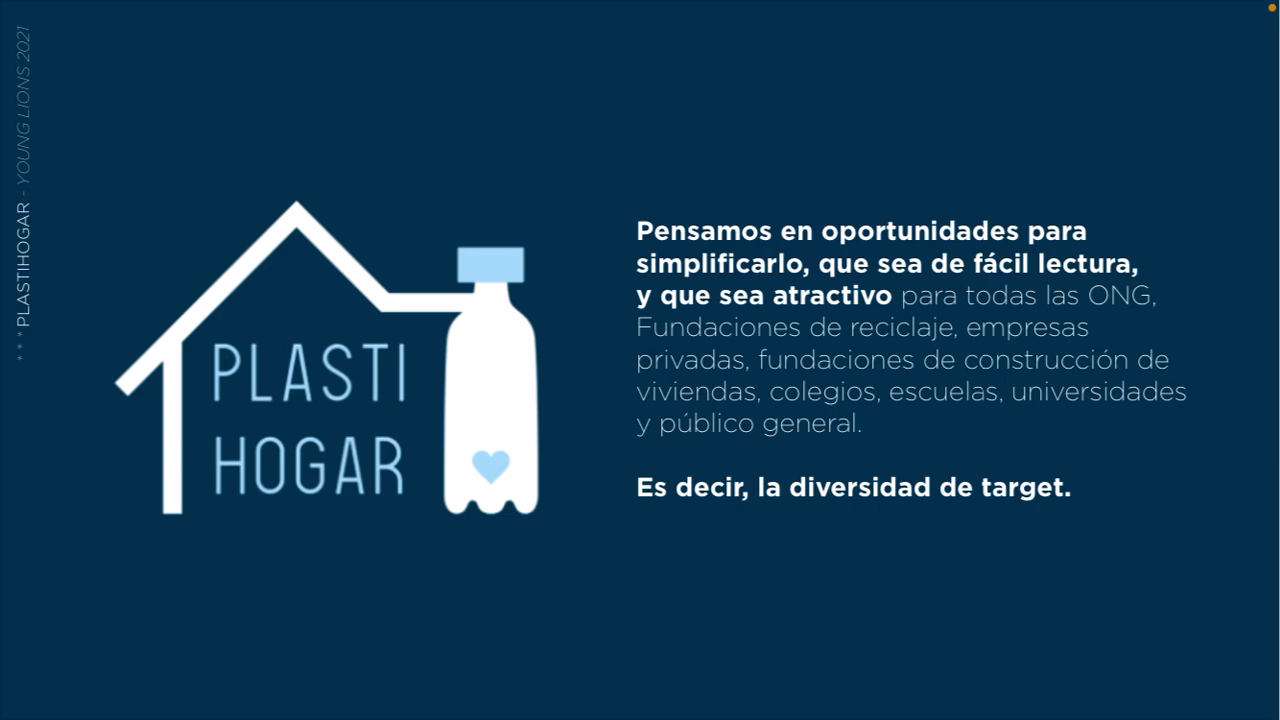 * * * PLASTIHOGAR - YOUNG LIONS 2021
PLASTI
HOGAR
Pensamos en oportunidades para
simplificarlo, que sea de fácil lectura,
y que sea atractivo para todas las ONG,
Fundaciones de reciclaje, empresas
privadas, fundaciones de construcción de
viviendas, colegios, escuelas, universidades
y público general.
Es decir, la diversidad de target.